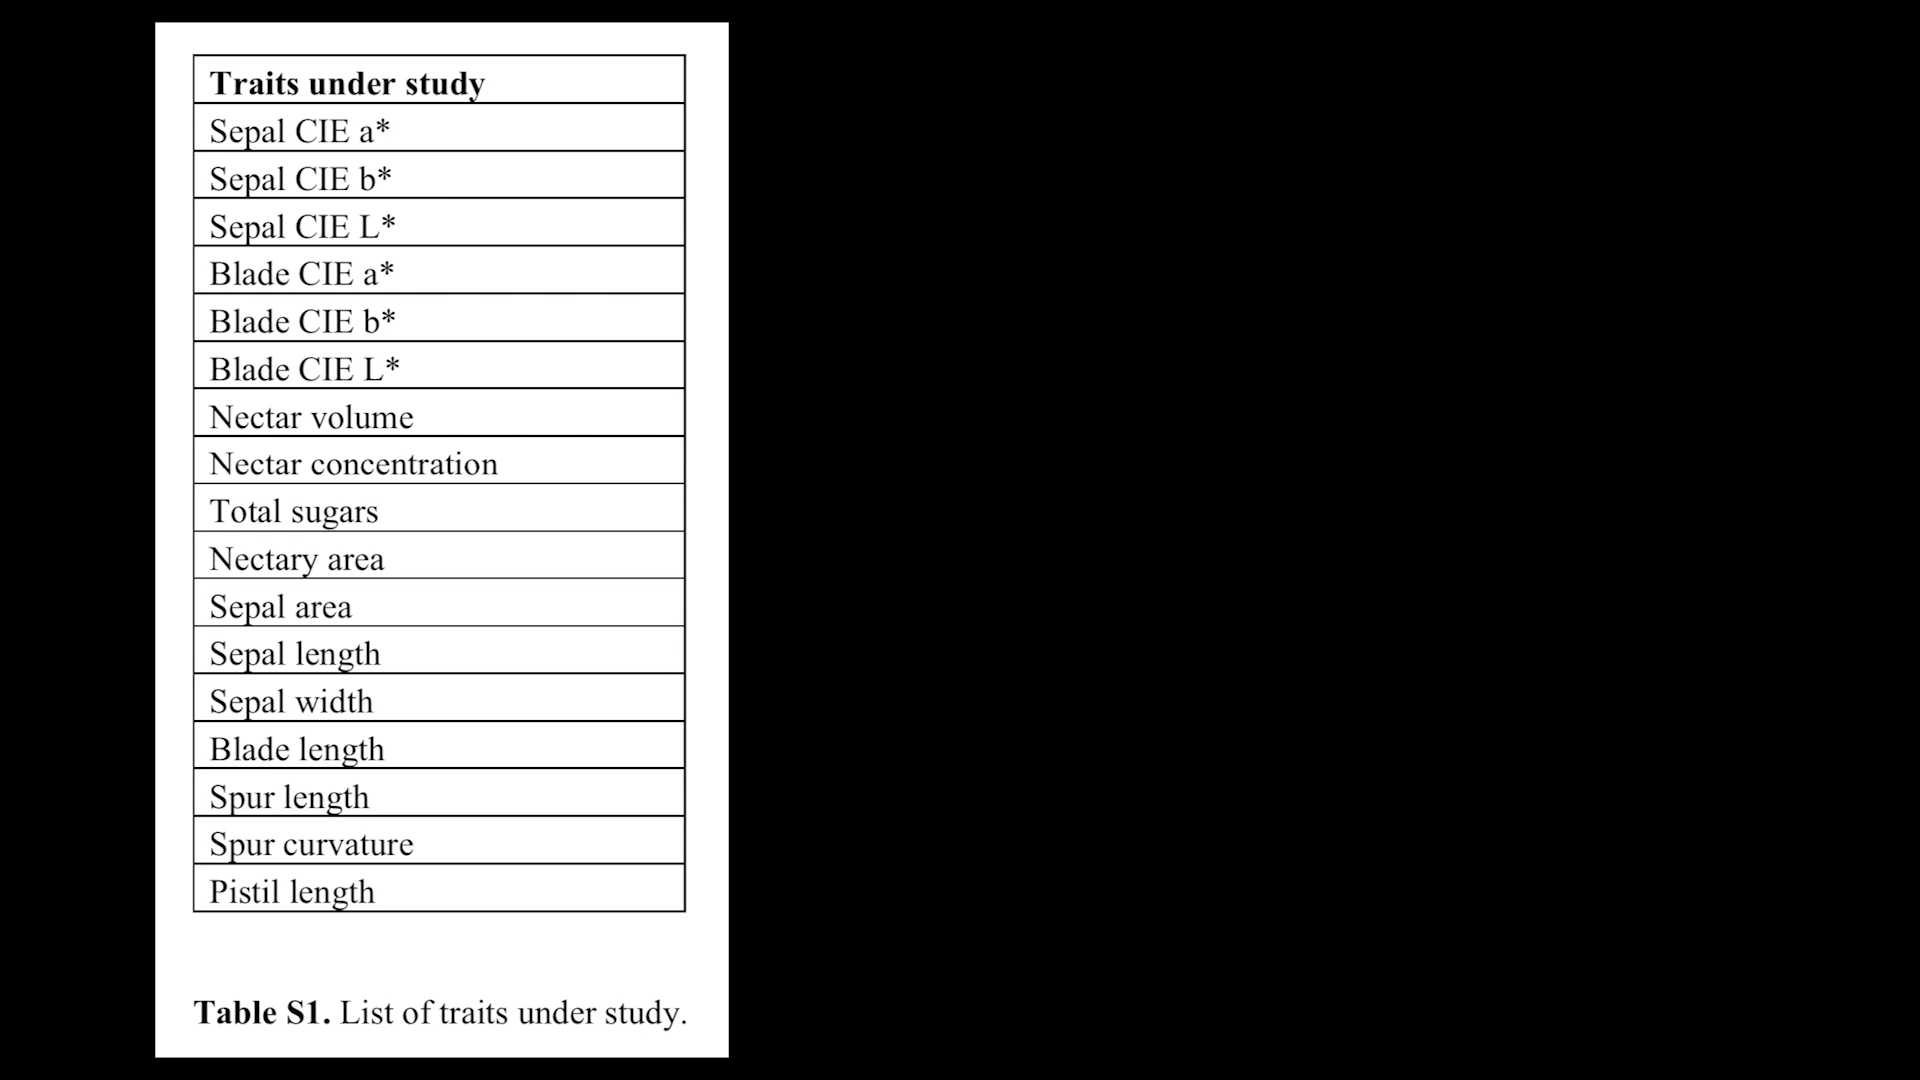 Traits under study
Sepal CIE a*
Sepal CIE b*
Sepal CIE L*
Blade CIE a*
Blade CIE b*
Blade CIE L*
Nectar volume
Nectar concentration
Total sugars
Nectary area
Sepal area
Sepal length
Sepal width
Blade length
Spur length
Spur curvature
Pistil length
Table S1. List of traits under study.